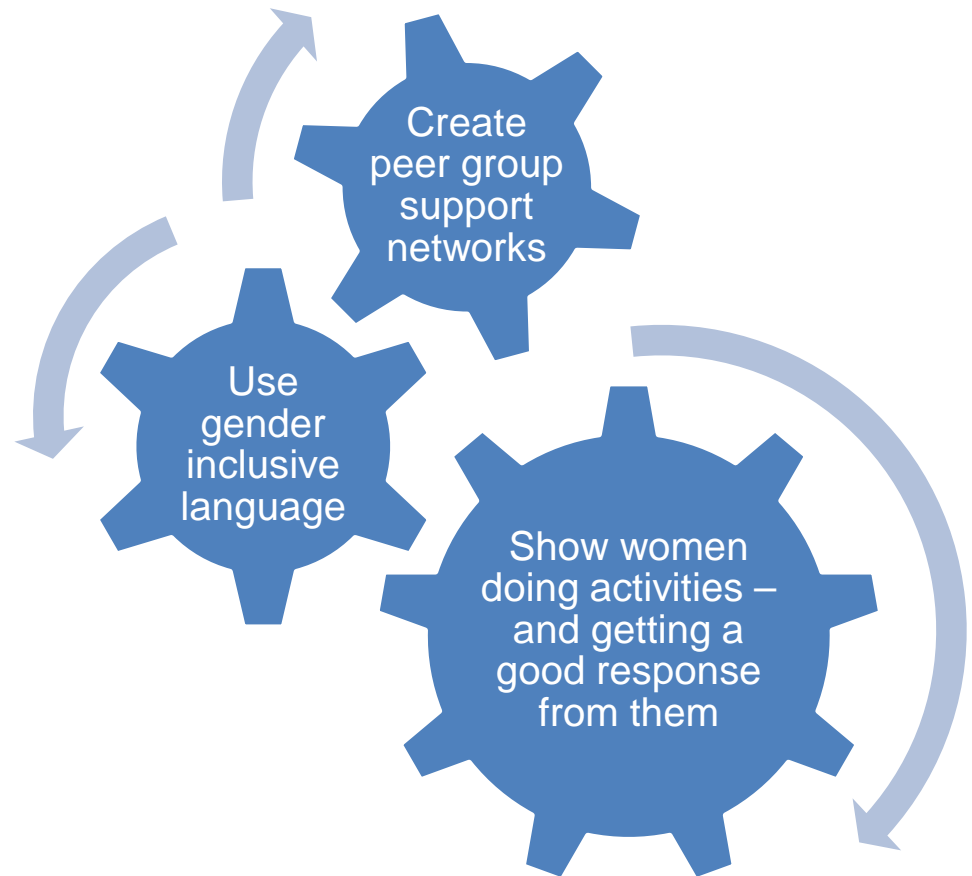 Create
peer group
support
networks
Use
gender
inclusive
language
Show women
doing activities –
and getting a
good response
from them